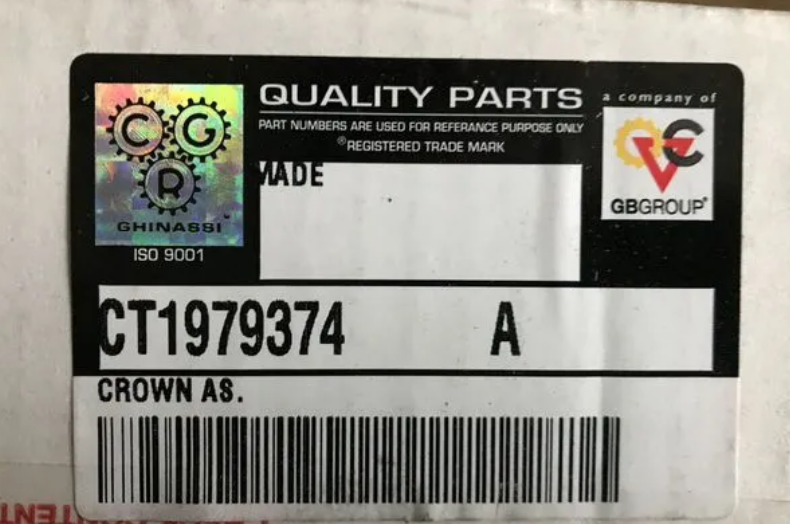 QUALITY PARTS
PART NUMBERS ARE USED FOR REFERANCE PURPOSE ONLY
®REGISTERED TRADE MARK
a company of
C G
R
GHINASSI
ISO 9001
GVC
GBGROUP
MADE
CT1979374 A
CROWN AS.